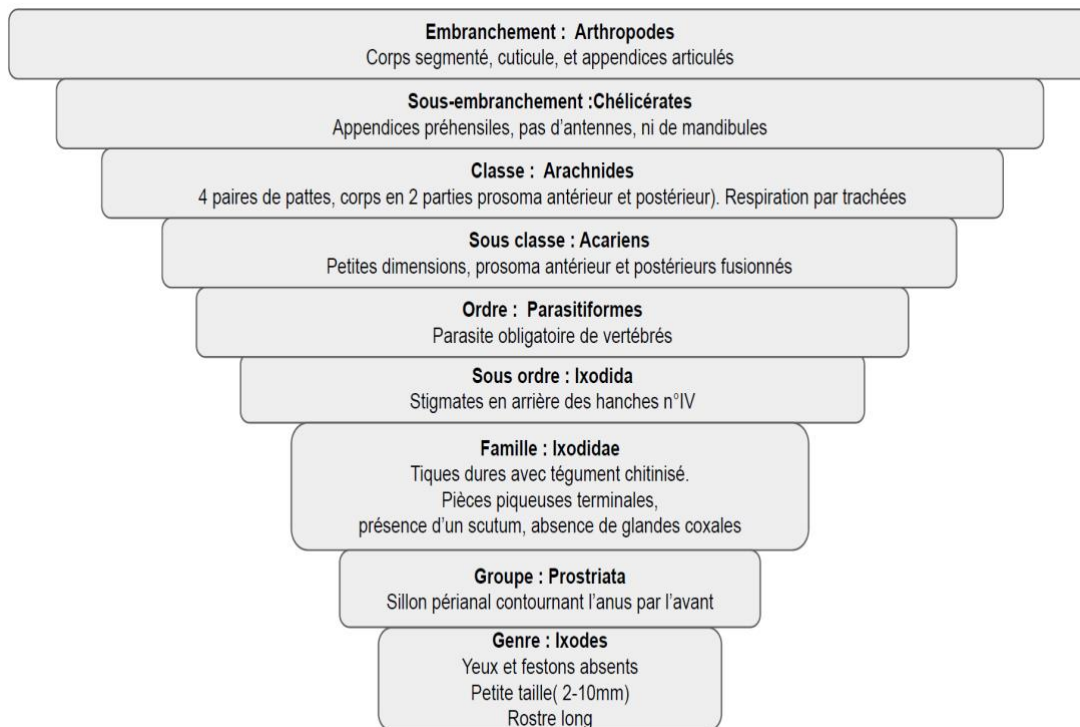 Embranchement : Arthropodes
Corps segmenté, cuticule, et appendices articulés
Sous-embranchement :Chélicérates
Appendices préhensiles, pas d'antennes, ni de mandibules
Classe : Arachnides
4 paires de pattes, corps en 2 parties prosoma antérieur et postérieur). Respiration par trachées
Sous classe : Acariens
Petites dimensions, prosoma antérieur et postérieurs fusionnés
Ordre : Parasitiformes
Parasite obligatoire de vertébrés
Sous ordre : Ixodida
Stigmates en arrière des hanches n°IV
Famille : Ixodidae
Tiques dures avec tégument chitinisé.
Pièces piqueuses terminales,
présence d'un scutum, absence de glandes coxales
Groupe : Prostriata
Sillon périanal contournant l'anus par l'avant
Genre : Ixodes
Yeux et festons absents
Petite taille( 2-10mm)
Rostre long